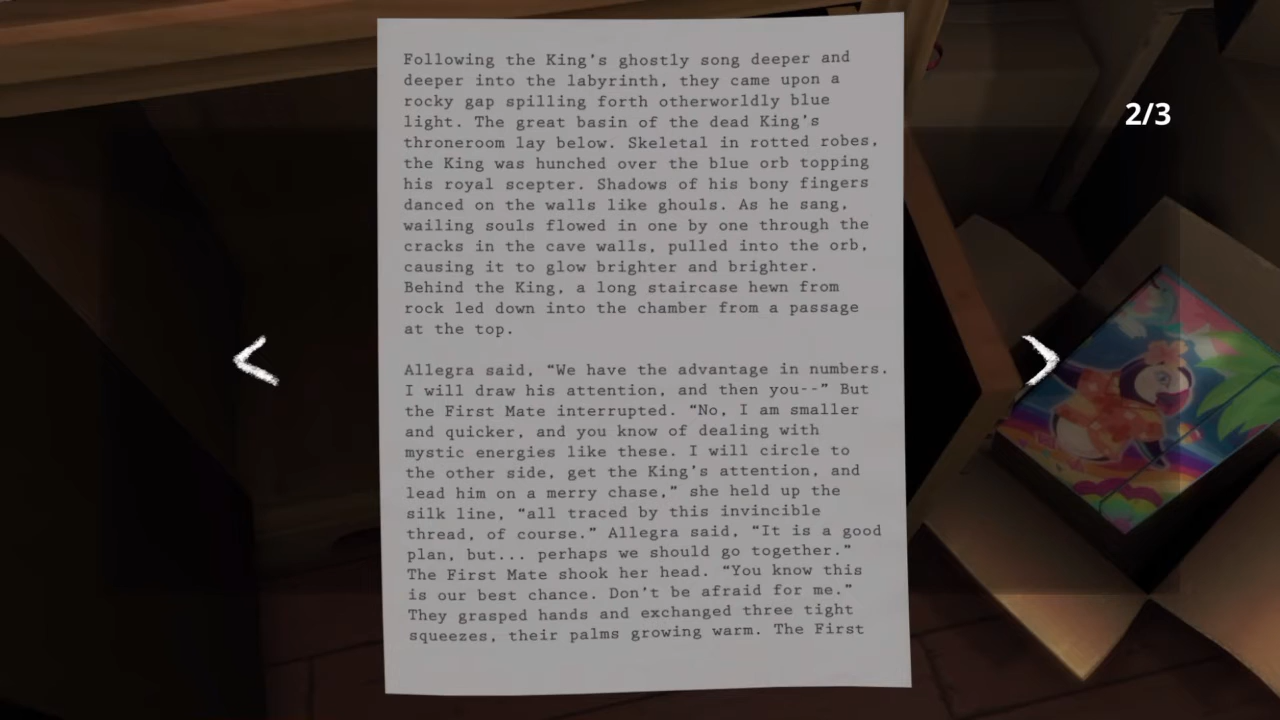 Following the King's ghostly song deeper and
deeper into the labyrinth, they came upon a
rocky gap spilling forth otherworldly blue
light. The great basin of the dead King's
throneroom lay below. Skeletal in rotted robes,
the King was hunched over the blue orb topping
his royal scepter. Shadows of his bony fingers
danced on the walls like ghouls. As he sang,
wailing souls flowed in one by one through the
cracks in the cave walls, pulled into the orb,
causing it to glow brighter and brighter.
Behind the King, a long staircase hewn from
rock led down into the chamber from a passage
at the top.

Allegra said, “We have the advantage in numbers.
I will draw his attention, and then you--” But
the First Mate interrupted. “No, I am smaller
and quicker, and you know of dealing with
mystic energies like these. I will circle to
the other side, get the King's attention, and
lead him on a merry chase,” she held up the
silk line, “all traced by this invincible
thread, of course.” Allegra said, “It is a good
plan, but... perhaps we should go together.”
The First Mate shook her head. “You know this
is our best chance. Don't be afraid for me.”
They grasped hands and exchanged three tight
squeezes, their palms growing warm. The First
2/3